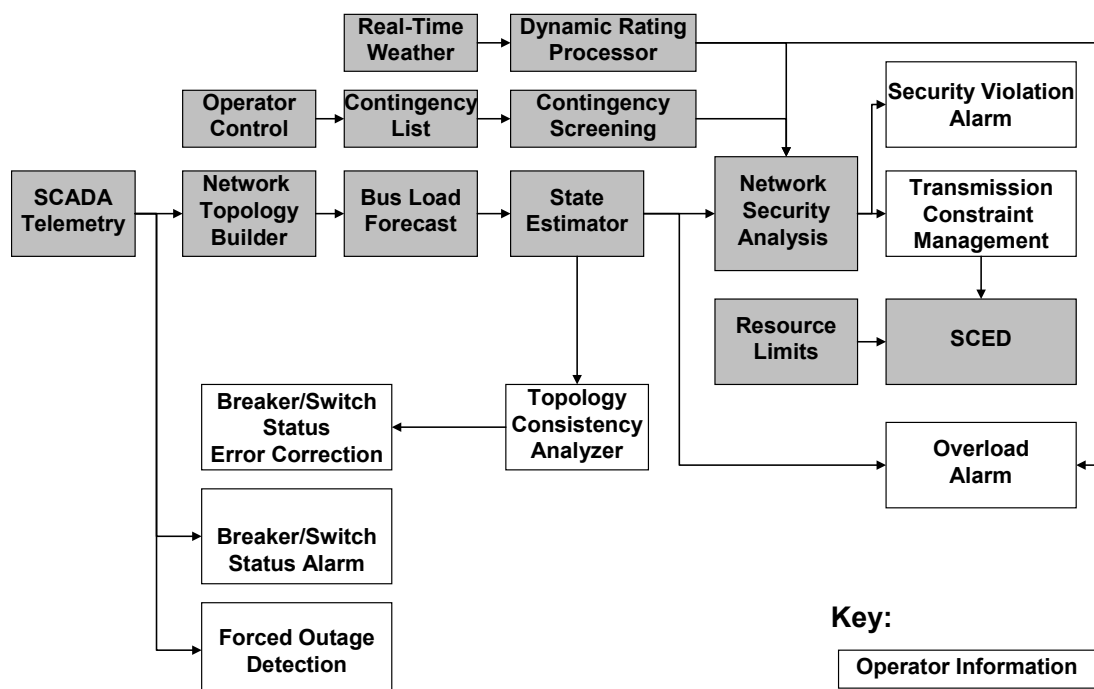 Real-Time
Weather
Dynamic Rating
Processor
Operator
Control
Contingency
List
Contingency
Screening
Security Violation
Alarm
SCADA
Telemetry
Network
Topology
Builder
Bus Load
Forecast
State
Estimator
Network
Security
Analysis
Transmission
Constraint
Management
Resource
Limits
SCED
Breaker/Switch
Status
Error Correction
Topology
Consistency
Analyzer
Overload
Alarm
Breaker/Switch
Status Alarm
Forced Outage
Detection
Key:
Operator Information